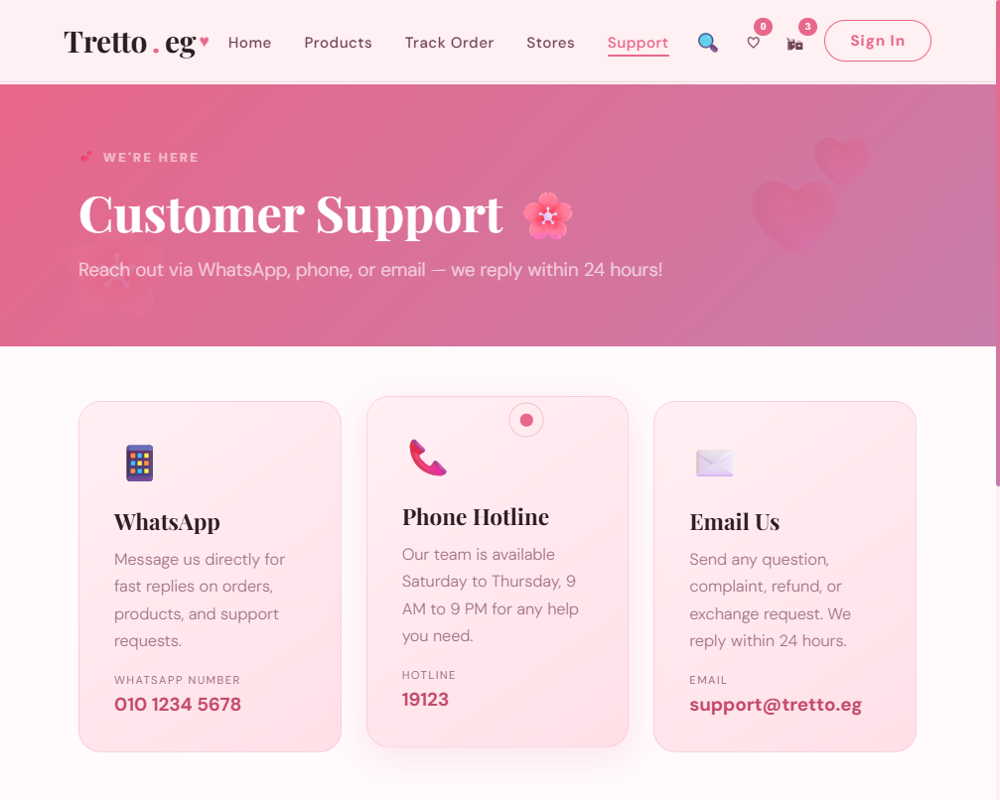 Tretto.eg♥ Home Products Track Order Stores Support 0 3 Sign In
WE'RE HERE
Customer Support
Reach out via WhatsApp, phone, or email — we reply within 24 hours!
WhatsApp
Message us directly for
fast replies on orders,
products, and support
requests.
WHATSAPP NUMBER
010 1234 5678
Phone Hotline
Our team is available
Saturday to Thursday, 9
AM to 9 PM for any help
you need.
HOTLINE
19123
Email Us
Send any question,
complaint, refund, or
exchange request. We
reply within 24 hours.
EMAIL
support@tretto.eg